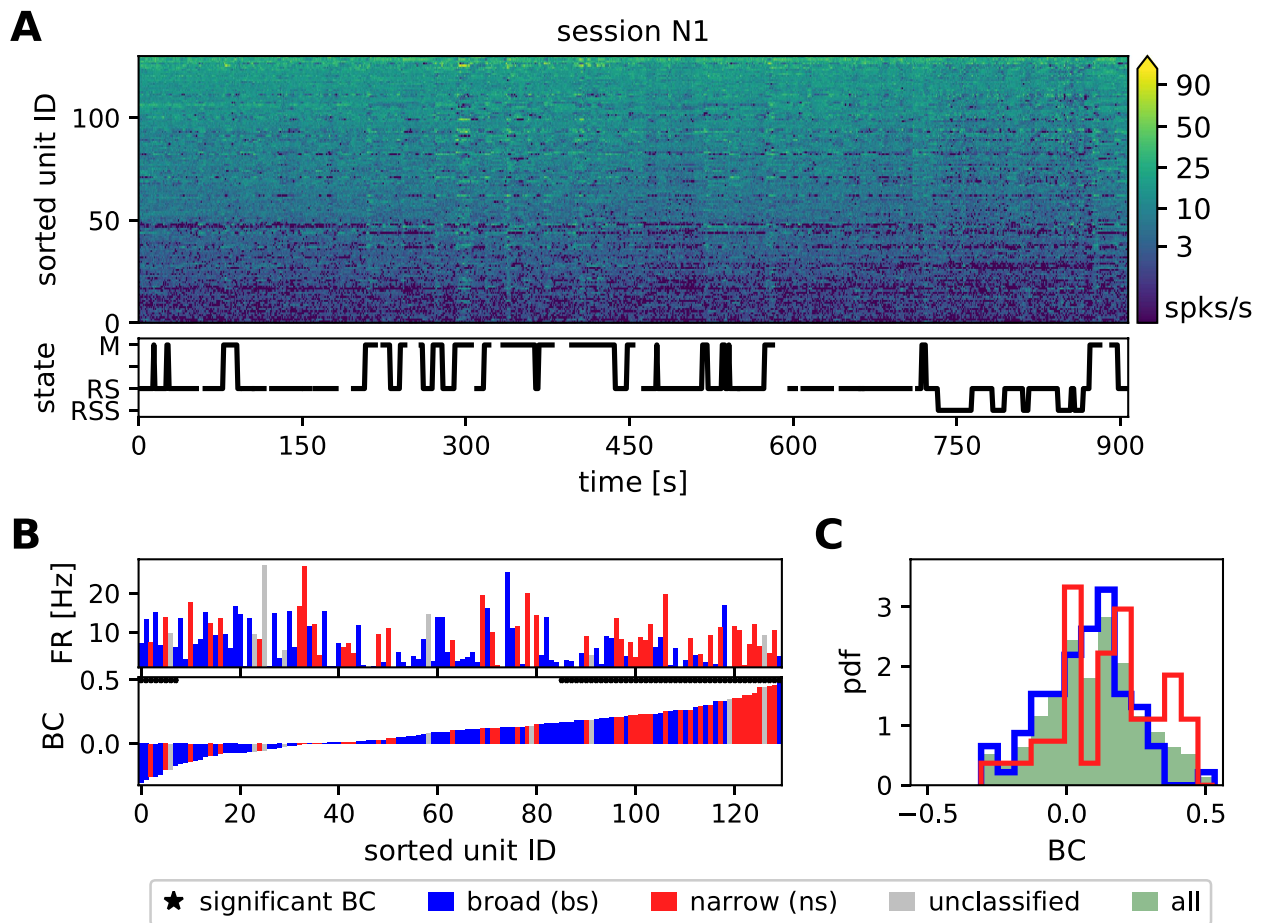 A
session N1
sorted unit ID
100
50
0
90
50
25
10
3
spks/s
state
M
RS
RSS
0 150 300 450 600 750 900
time [s]
B
FR [Hz]
20
10
BC
0.5
0.0
0 20 40 60 80 100 120
sorted unit ID
C
pdf
3
2
1
0
−0.5 0.0 0.5
BC
★ significant BC broad (bs) narrow (ns) unclassified all